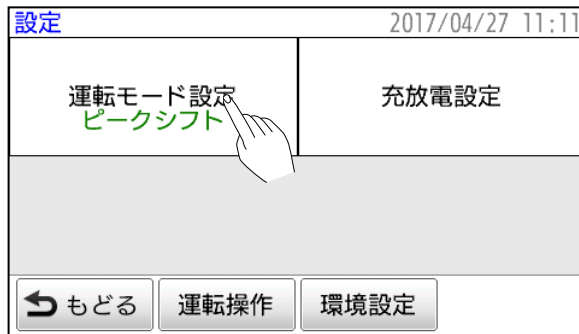 設定 2017/04/27 11:11
運転モード設定
ピークシフト
充放電設定
もどる 運転操作 環境設定